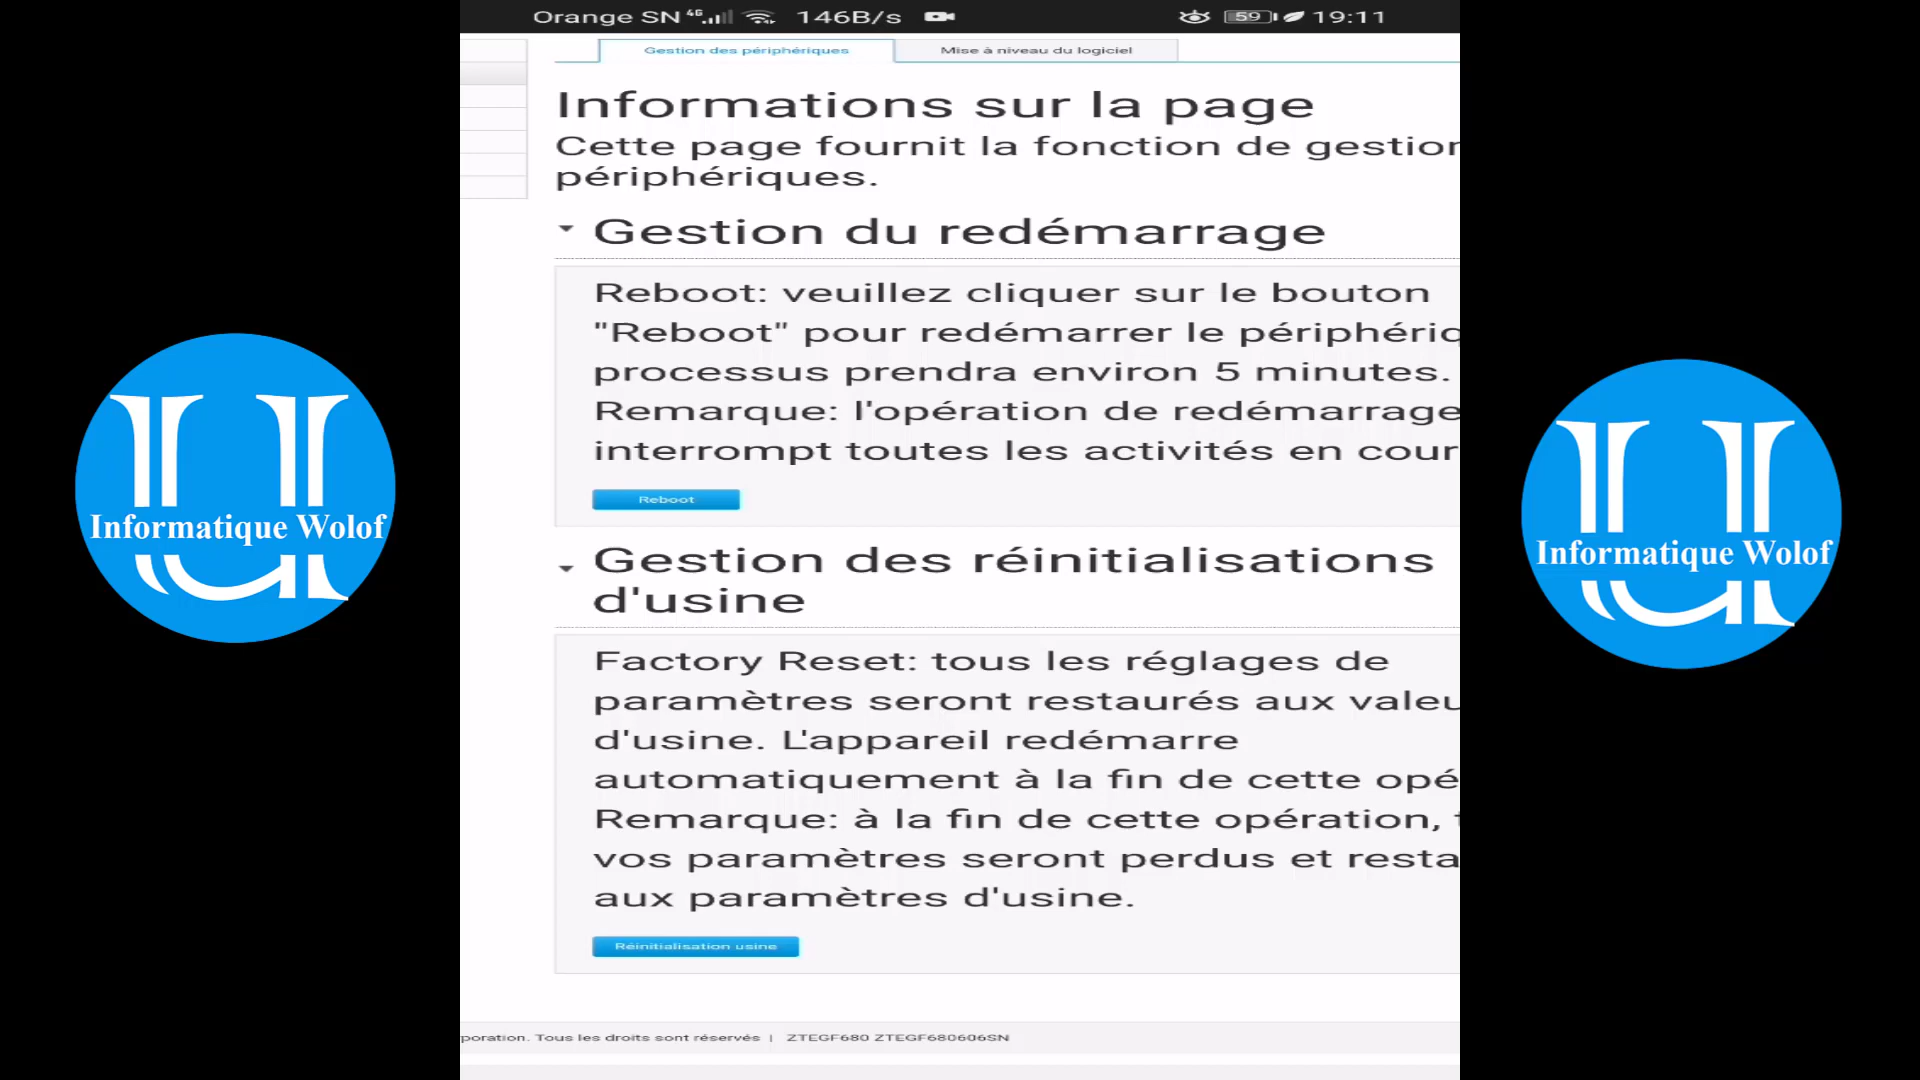 Orange SN 4G 146B/s 59 19:11
Gestion des périphériques Mise à niveau du logiciel
Informations sur la page
Cette page fournit la fonction de gestion
périphériques.
Gestion du redémarrage
Reboot: veuillez cliquer sur le bouton
"Reboot" pour redémarrer le périphériq
processus prendra environ 5 minutes.
Remarque: l'opération de redémarrage
interrompt toutes les activités en cour
Reboot
Gestion des réinitialisations
d'usine
Factory Reset: tous les réglages de
paramètres seront restaurés aux valeu
d'usine. L'appareil redémarre
automatiquement à la fin de cette opé
Remarque: à la fin de cette opération,
vos paramètres seront perdus et resta
aux paramètres d'usine.
Réinitialisation usine
poration. Tous les droits sont réservés | ZTEGF680 ZTEGF680606SN
Informatique Wolof
Informatique Wolof